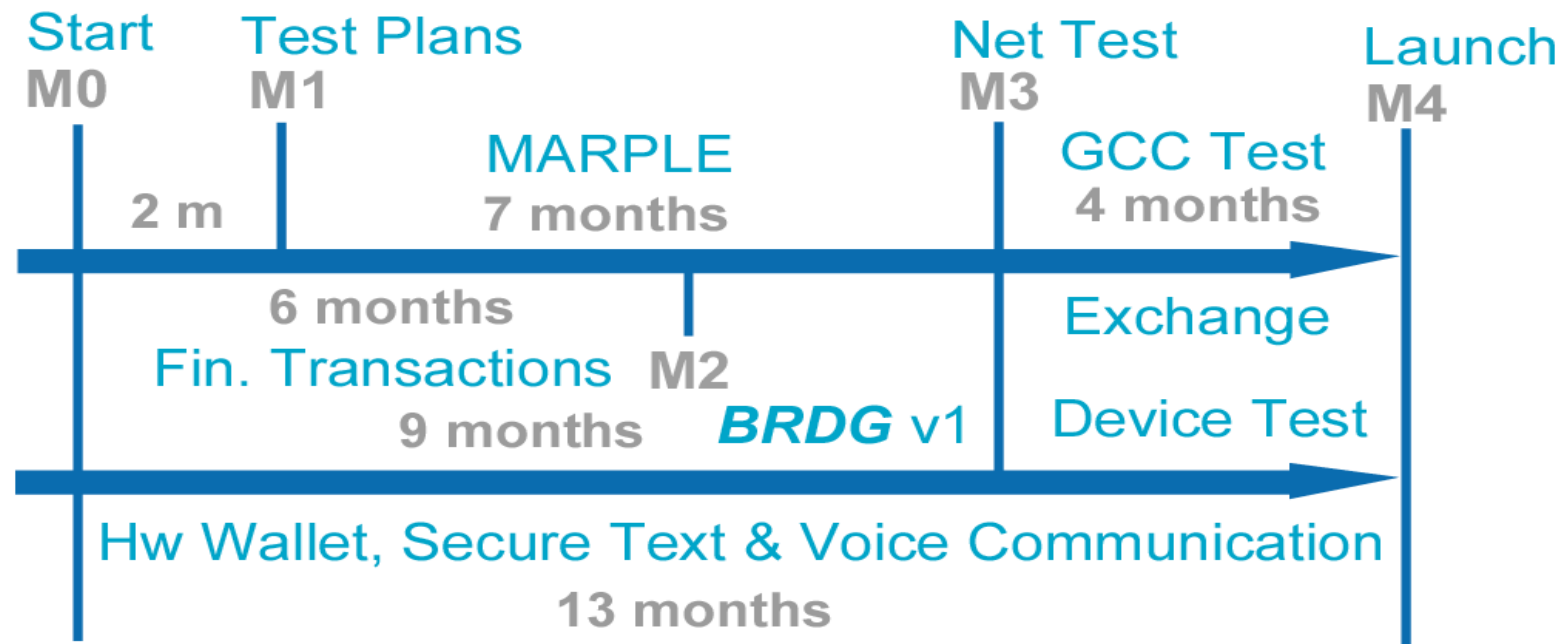 Start
M0
Test Plans
M1
Net Test
M3
Launch
M4
MARPLE
7 months
GCC Test
4 months
2 m
6 months
Fin. Transactions
M2
Exchange
9 months
BRDG v1
Device Test
Hw Wallet, Secure Text & Voice Communication
13 months